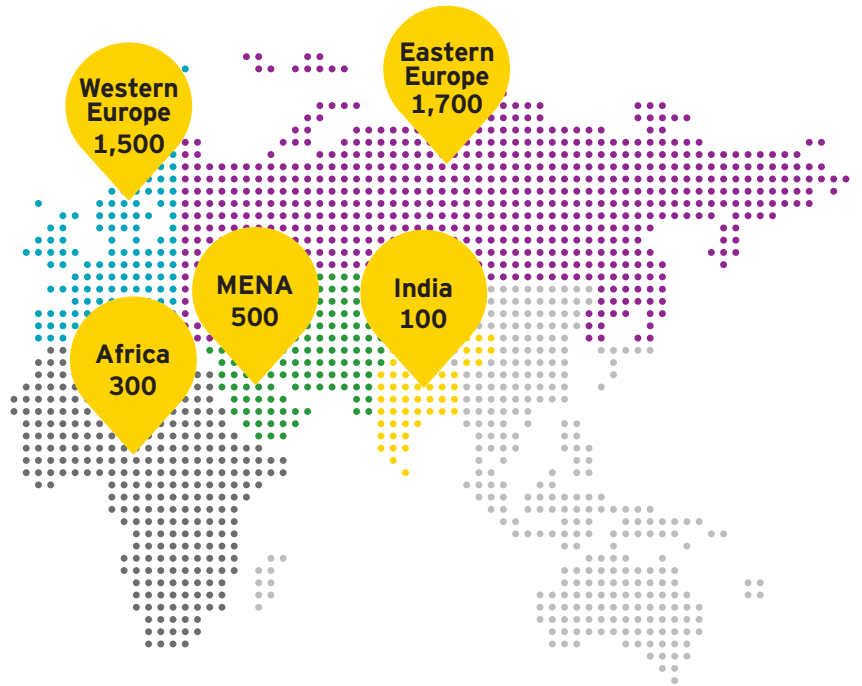 Western
Europe
1,500
Eastern
Europe
1,700
MENA
500
India
100
Africa
300